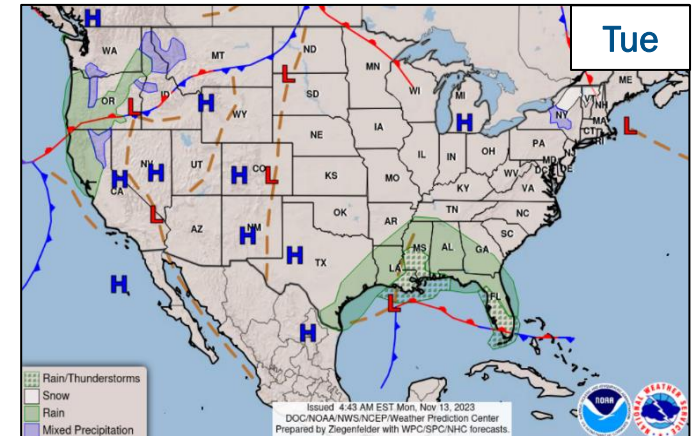 Tue
H
WA
MT
ND
MN
ME
L
SD
WI
MI
VT
NH
OR
L
ID
H
WY
H
NY
MA
CT
RI
L
NE
IA
PA
NJ
IL
IN
OH
MD
DE
DC
H
NV
H
UT
H
CO
L
KS
MO
WV
VA
KY
CA
L
AZ
NM
H
OK
AR
TN
NC
SC
H
TX
MS
AL
GA
LA
H
L
FL
H
Rain/Thunderstorms
Snow
Rain
Mixed Precipitation
Issued 4:43 AM EST Mon, Nov 13, 2023
DOC/NOAA/NWS/NCEP/Weather Prediction Center
Prepared by Ziegenfelder with WPC/SPC/NHC forecasts.
NOAA
NATIONAL WEATHER SERVICE